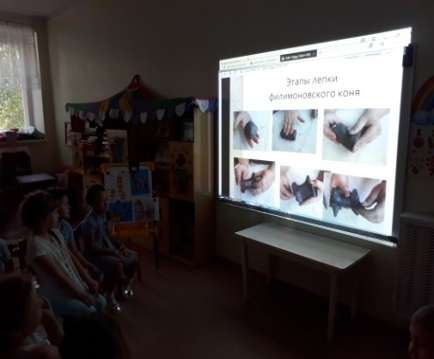 Этапы лепки
филимоновского коня